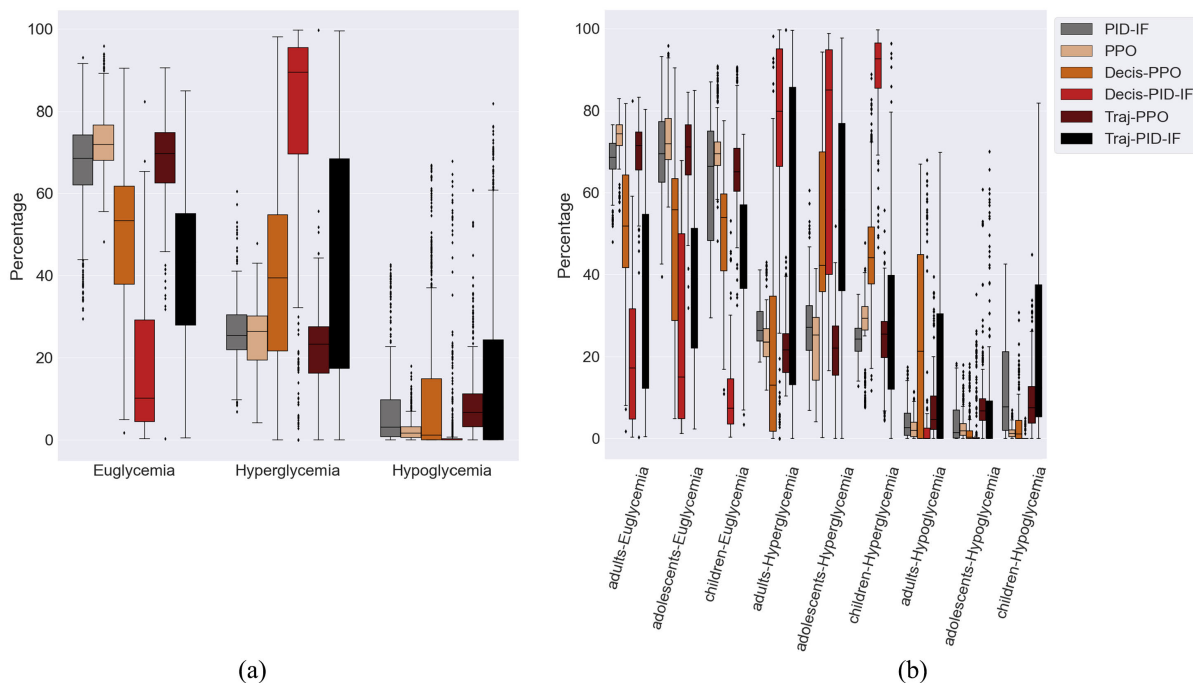 100
80
60
40
20
0
Percentage
Euglycemia
Hyperglycemia
Hypoglycemia
(a)
100
80
60
40
20
0
Percentage
adults-Euglycemia
adolescents-Euglycemia
children-Euglycemia
adults-Hyperglycemia
adolescents-Hyperglycemia
children-Hyperglycemia
adults-Hypoglycemia
adolescents-Hypoglycemia
children-Hypoglycemia
(b)
PID-IF
PPO
Decis-PPO
Decis-PID-IF
Traj-PPO
Traj-PID-IF